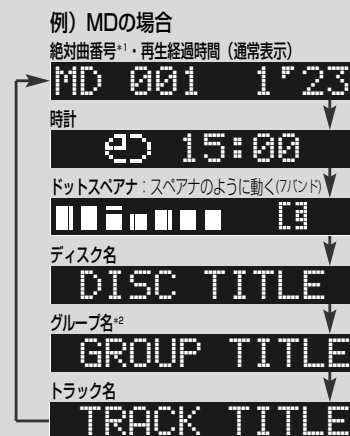 例）MDの場合
絶対曲番号*1・再生経過時間（通常表示）
MD 001 1"23
時計
15:00
ドットスペアナ：スペアナのように動く(7バンド)
ディスク名
DISC TITLE
グループ名*2
GROUP TITLE
トラック名
TRACK TITLE